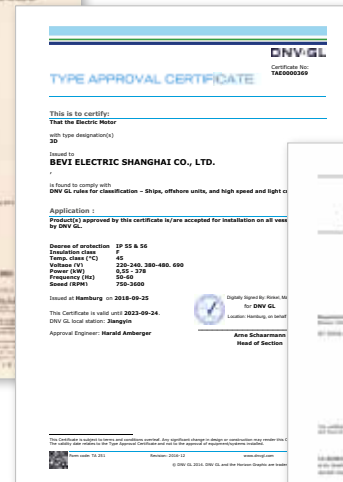 DNV·GL
Certificate No:
TAE0000369
TYPE APPROVAL CERTIFICATE
This is to certify:
That the Electric Motor
with type designation(s)
3D
Issued to
BEVI ELECTRIC SHANGHAI CO., LTD.
,
is found to comply with
DNV GL rules for classification – Ships, offshore units, and high speed and light c
Application :
Product(s) approved by this certificate is/are accepted for installation on all vess
by DNV GL.
Degree of protection IP 55 & 56
Insulation class F
Temp. class (°C) 45
Voltage (V) 220-240, 380-480, 690
Power (kW) 0,55 - 378
Frequency (Hz) 50-60
Speed (RPM) 750-3600
Issued at Hamburg on 2018-09-25
This Certificate is valid until 2023-09-24.
DNV GL local station: Jiangyin
Approval Engineer: Harald Amberger
Digitally Signed By: Rinker, Ma
for DNV GL
Location: Hamburg, on behalf
Arne Schaarmann
Head of Section
This Certificate is subject to terms and conditions overleaf. Any significant change in design or construction may render this C
The validity date relates to the Type Approval Certificate and not to the approval of equipment/systems installed.
Form code: TA 251 Revision: 2016-12 www.dnvgl.com
© DNV GL 2014. DNV GL and the Horizon Graphic are trader